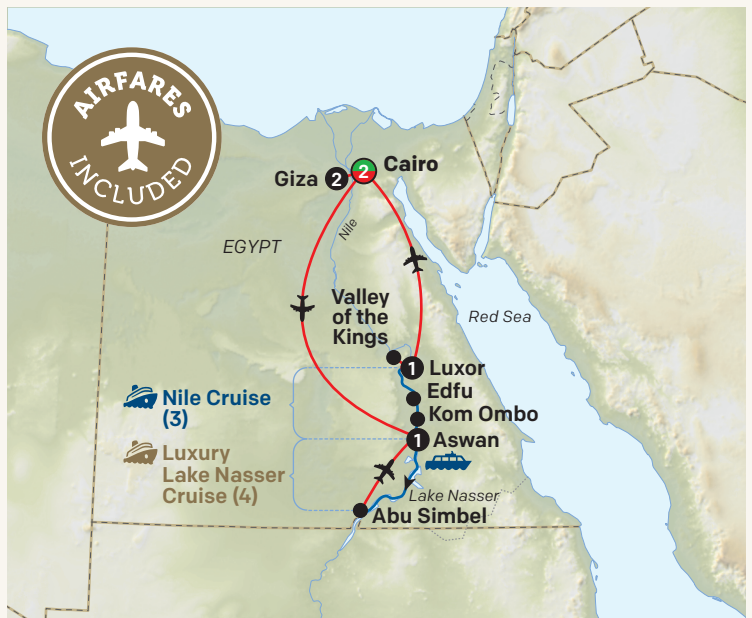 AIRFARES
INCLUDED
2
Cairo
Giza
2
Nile
EGYPT
Valley
of the
Kings
Red Sea
1
Luxor
Edfu
Nile Cruise
(3)
Kom Ombo
1
Aswan
Luxury
Lake Nasser
Cruise (4)
Lake Nasser
Abu Simbel